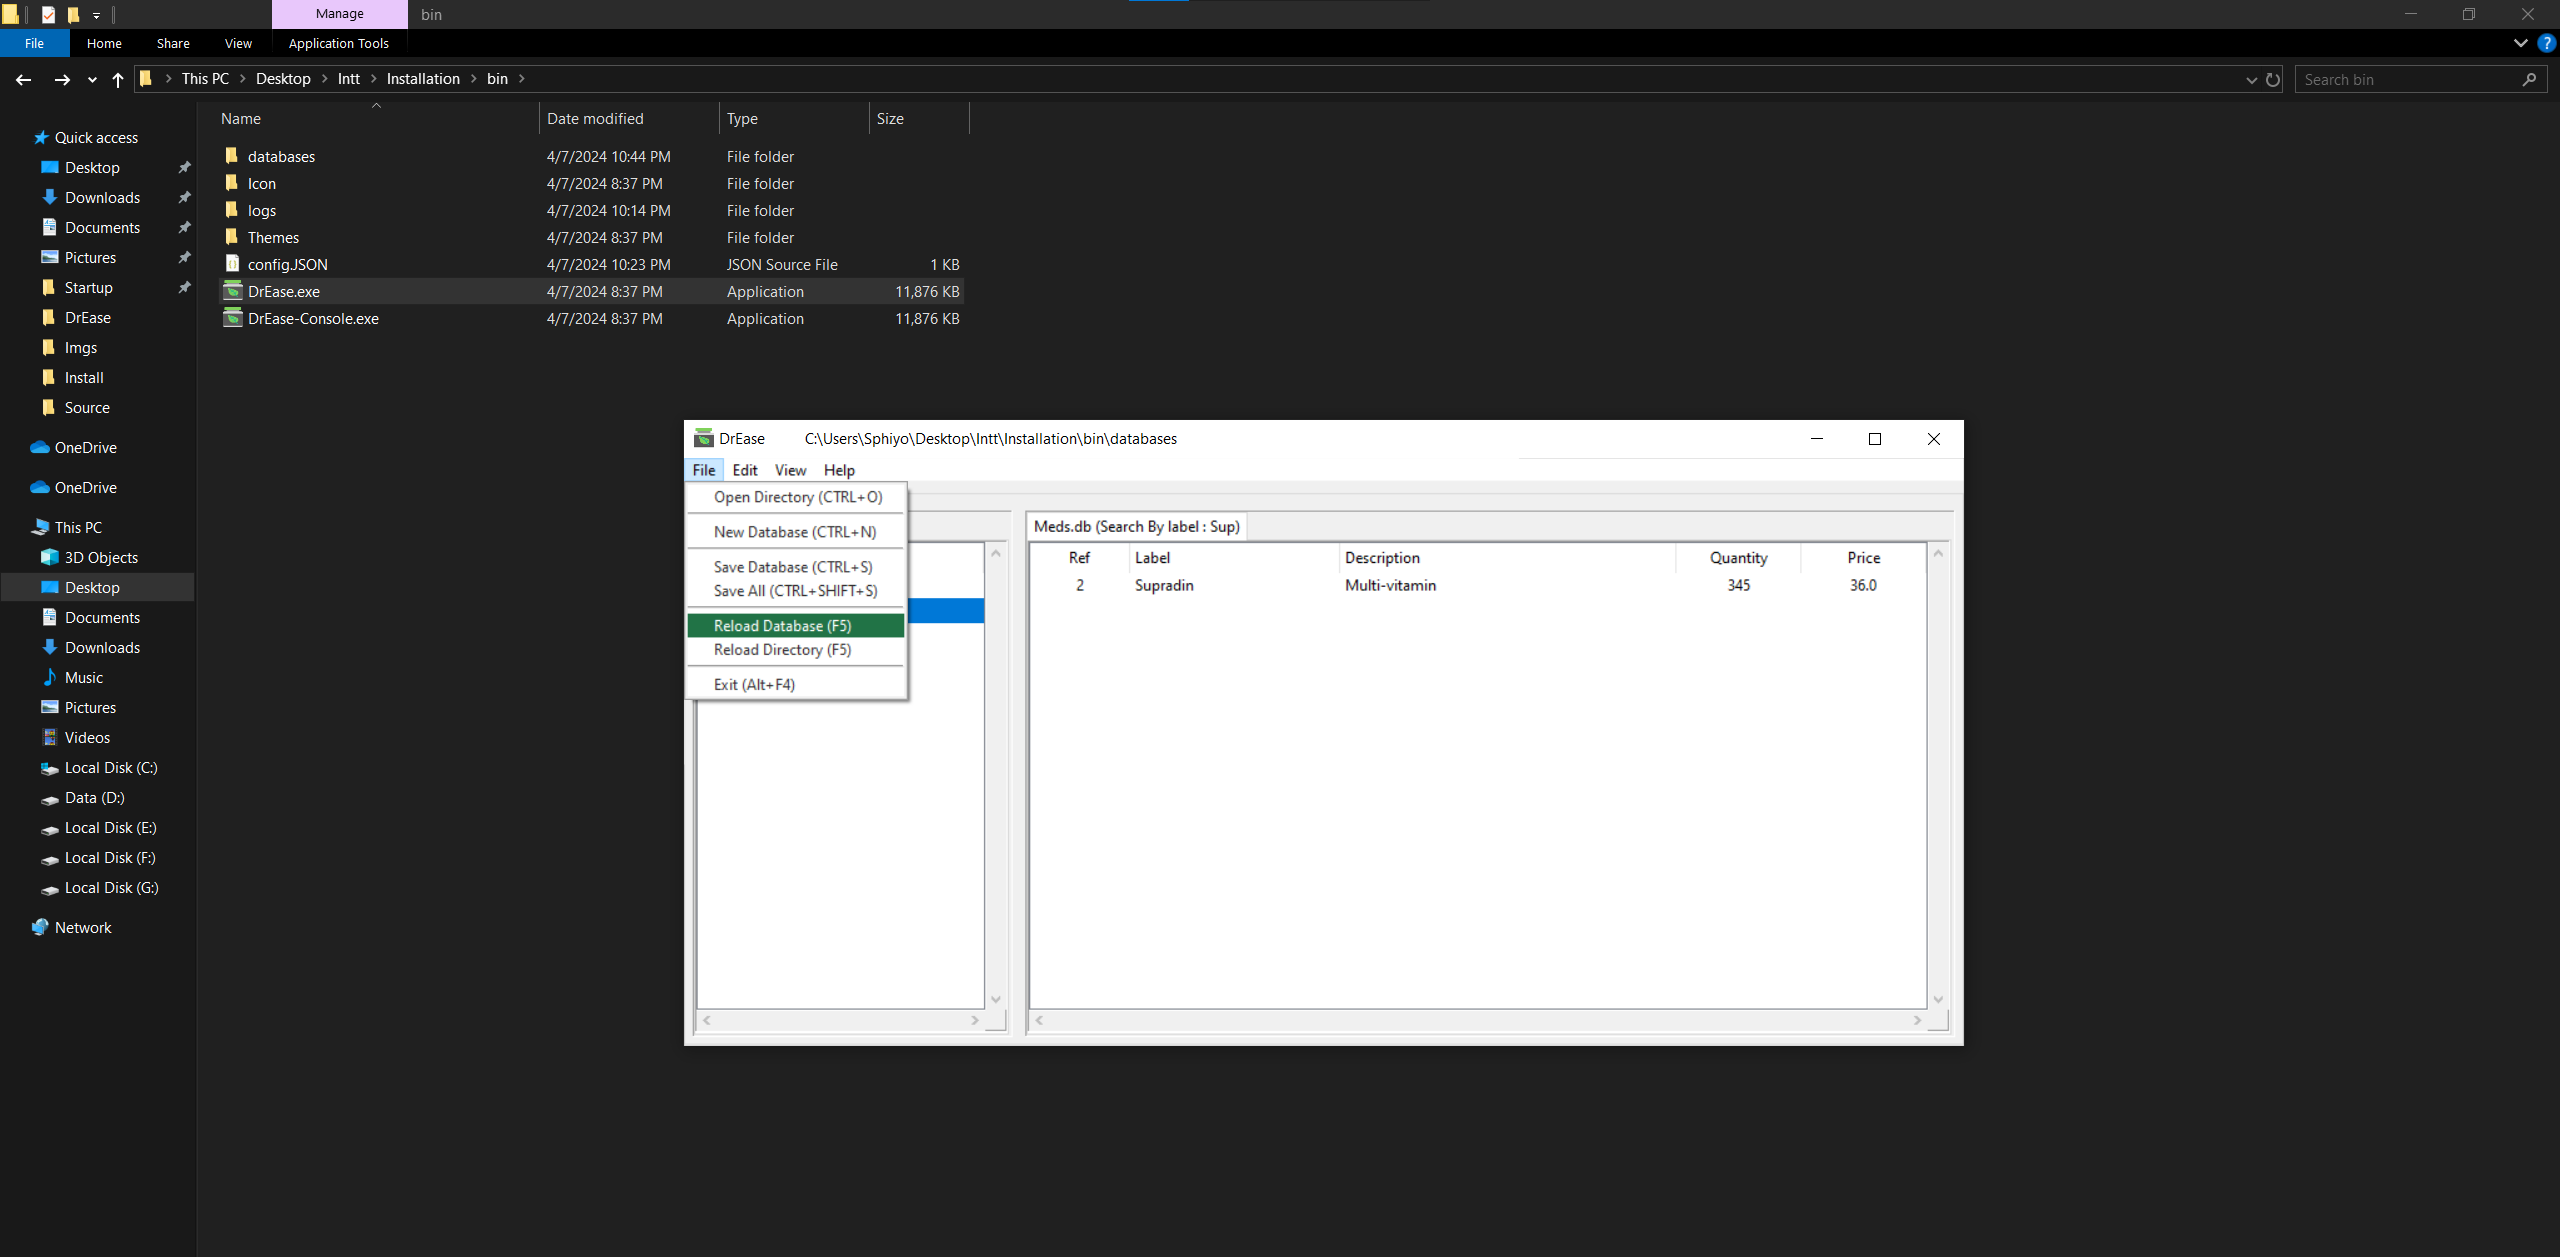 Manage
bin
File
Home
Share
View
Application Tools
?
This PC
Desktop
Intt
Installation
bin
Search bin
Name
Date modified
Type
Size
Quick access
Desktop
Downloads
Documents
Pictures
Startup
DrEase
Imgs
Install
Source
OneDrive
OneDrive
This PC
3D Objects
Desktop
Documents
Downloads
Music
Pictures
Videos
Local Disk (C:)
Data (D:)
Local Disk (E:)
Local Disk (F:)
Local Disk (G:)
Network
databases 4/7/2024 10:44 PM File folder
Icon 4/7/2024 8:37 PM File folder
logs 4/7/2024 10:14 PM File folder
Themes 4/7/2024 8:37 PM File folder
config.JSON 4/7/2024 10:23 PM JSON Source File 1 KB
DrEase.exe 4/7/2024 8:37 PM Application 11,876 KB
DrEase-Console.exe 4/7/2024 8:37 PM Application 11,876 KB
DrEase C:\Users\Sphiyo\Desktop\Intt\Installation\bin\databases
File Edit View Help
Open Directory (CTRL+O)
New Database (CTRL+N)
Save Database (CTRL+S)
Save All (CTRL+SHIFT+S)
Reload Database (F5)
Reload Directory (F5)
Exit (Alt+F4)
Meds.db (Search By label : Sup)
Ref Label Description Quantity Price
2 Supradin Multi-vitamin 345 36.0